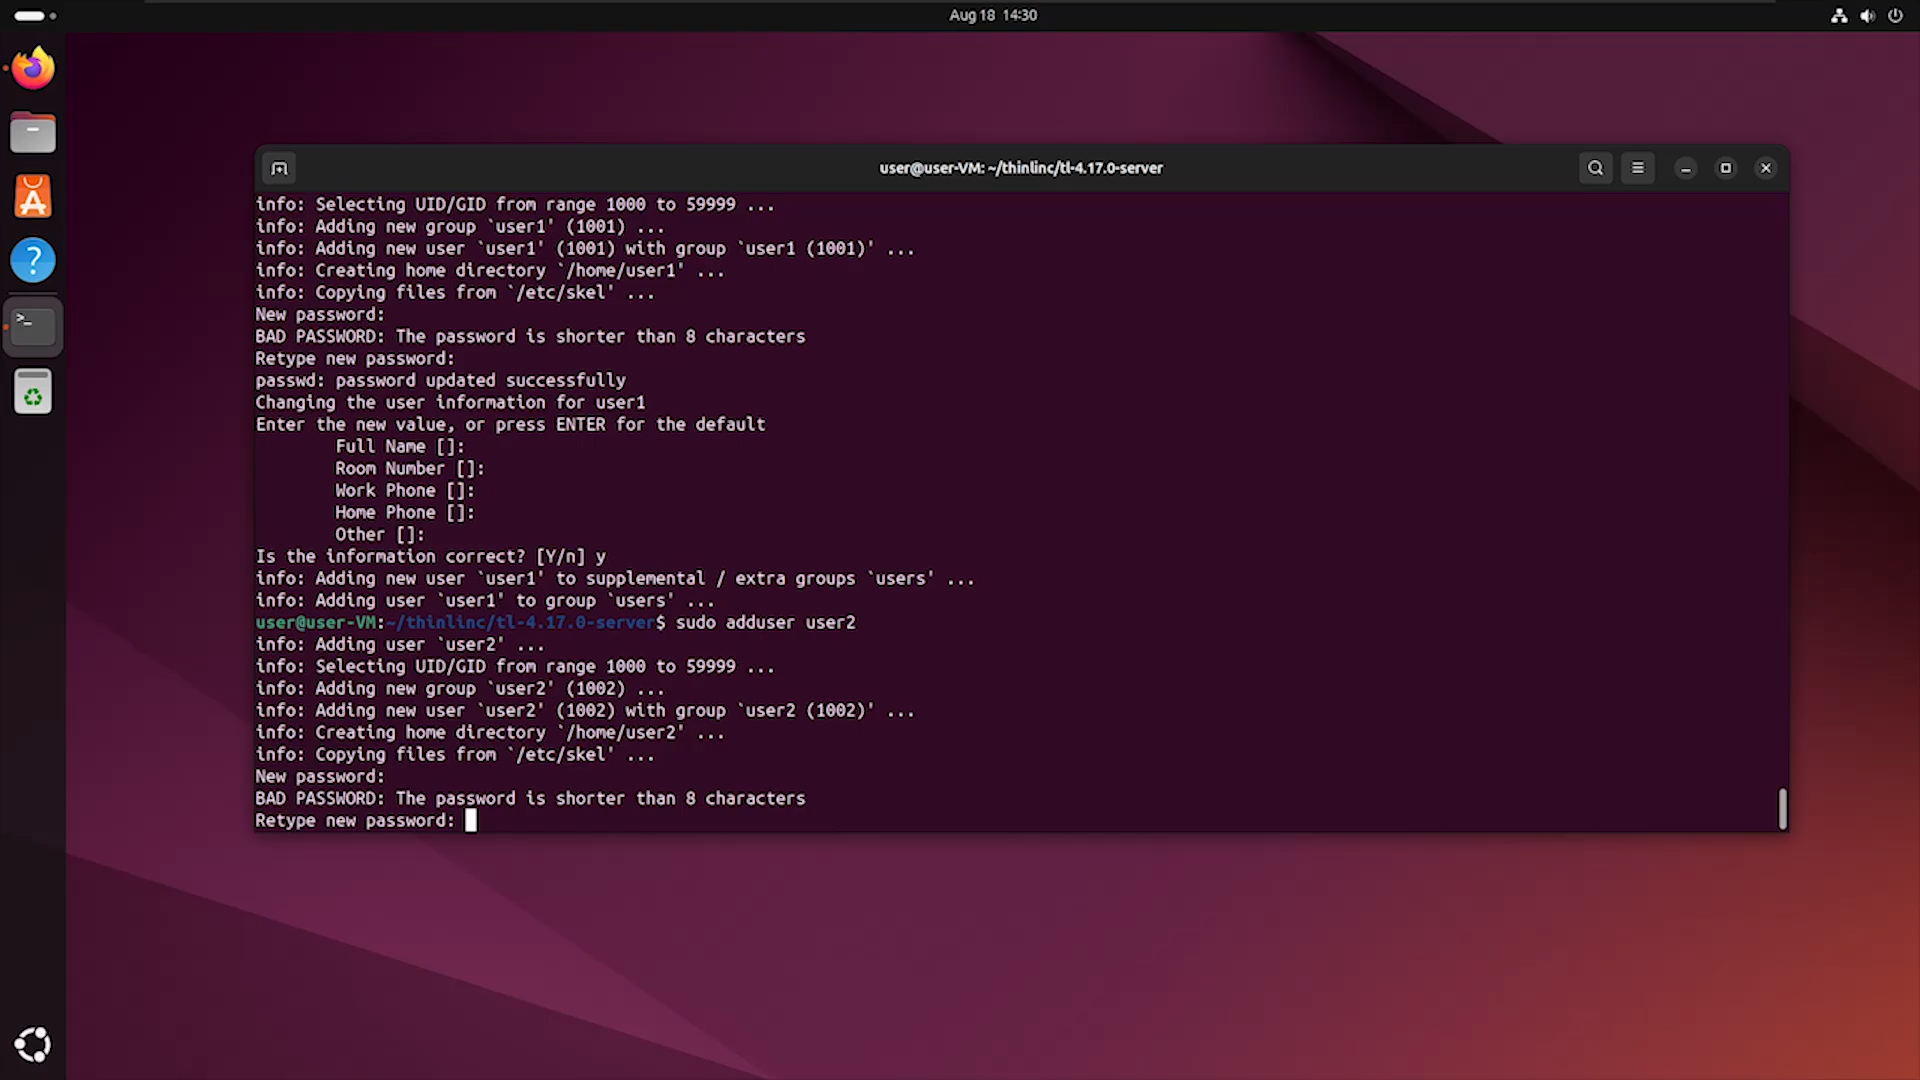 Aug 18 14:30
user@user-VM: ~/thinlinc/tl-4.17.0-server
info: Selecting UID/GID from range 1000 to 59999 ...
info: Adding new group `user1' (1001) ...
info: Adding new user `user1' (1001) with group `user1 (1001)' ...
info: Creating home directory `/home/user1' ...
info: Copying files from `/etc/skel' ...
New password:
BAD PASSWORD: The password is shorter than 8 characters
Retype new password:
passwd: password updated successfully
Changing the user information for user1
Enter the new value, or press ENTER for the default
Full Name []:
Room Number []:
Work Phone []:
Home Phone []:
Other []:
Is the information correct? [Y/n] y
info: Adding new user `user1' to supplemental / extra groups `users' ...
info: Adding user `user1' to group `users' ...
user@user-VM:~/thinlinc/tl-4.17.0-server$ sudo adduser user2
info: Adding user `user2' ...
info: Selecting UID/GID from range 1000 to 59999 ...
info: Adding new group `user2' (1002) ...
info: Adding new user `user2' (1002) with group `user2 (1002)' ...
info: Creating home directory `/home/user2' ...
info: Copying files from `/etc/skel' ...
New password:
BAD PASSWORD: The password is shorter than 8 characters
Retype new password: